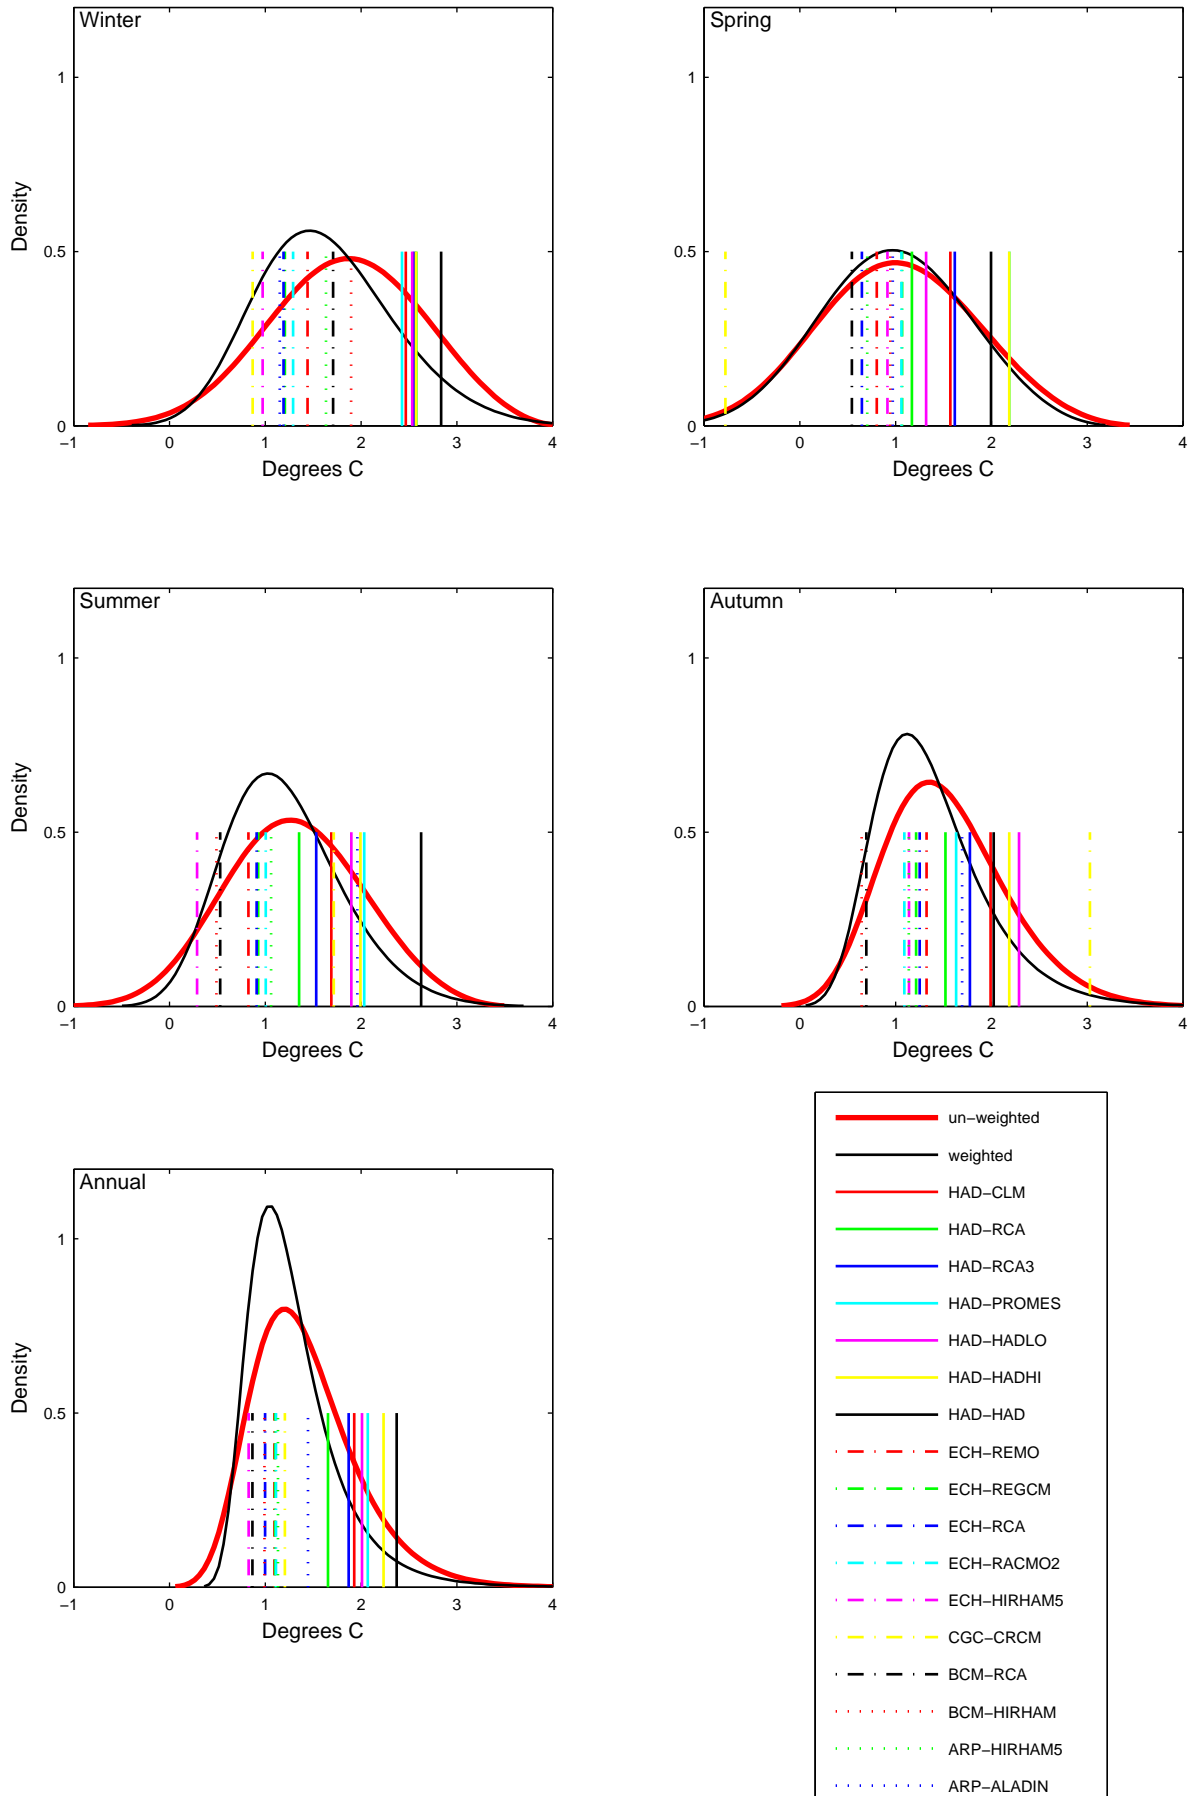 Winter
1
0.5
0
Density
−1 0 1 2 3 4
Degrees C
Spring
1
0.5
0
−1 0 1 2 3 4
Degrees C
Summer
1
0.5
0
Density
−1 0 1 2 3 4
Degrees C
Autumn
1
0.5
0
−1 0 1 2 3 4
Degrees C
Annual
1
0.5
0
Density
−1 0 1 2 3 4
Degrees C
un−weighted
weighted
HAD−CLM
HAD−RCA
HAD−RCA3
HAD−PROMES
HAD−HADLO
HAD−HADHI
HAD−HAD
ECH−REMO
ECH−REGCM
ECH−RCA
ECH−RACMO2
ECH−HIRHAM5
CGC−CRCM
BCM−RCA
BCM−HIRHAM
ARP−HIRHAM5
ARP−ALADIN